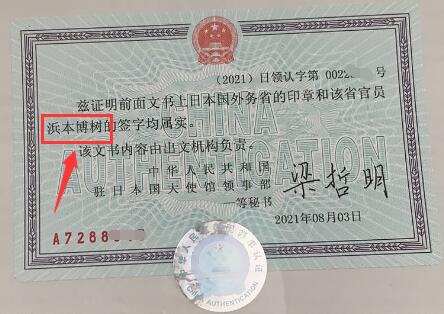 （2021）日领认字第 0022 号
兹证明前面文书上日本国外务省的印章和该省官员
浜本博树的签字均属实。
该文书内容由出文机构负责。
中华人民共和国
驻日本国大使馆领事部
一等秘书
梁哲明
2021年08月03日
A7288
CHINA
AUTHENTICATION
AUTHENTICATION